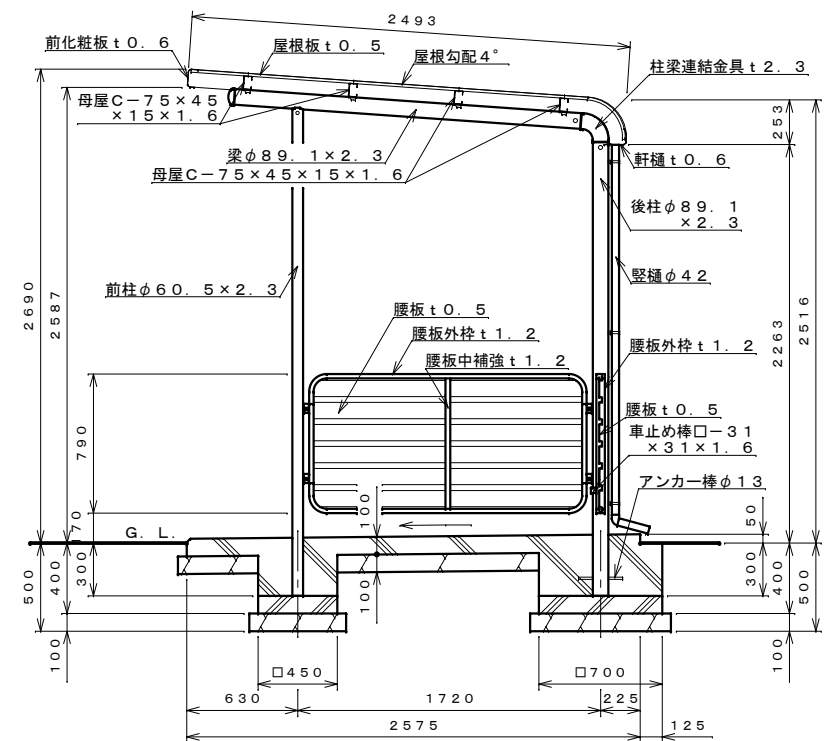 2493
前化粧板ｔ０．６
屋根板ｔ０．５
屋根勾配４°
柱梁連結金具ｔ２．３
母屋Ｃ－７５×４５
×１５×１．６
253
梁φ８９．１×２．３
母屋Ｃ－７５×４５×１５×１．６
軒樋ｔ０．６
後柱φ８９．１
×２．３
竪樋φ４２
前柱φ６０．５×２．３
2690
2587
2263
2516
腰板ｔ０．５
腰板外枠ｔ１．２
腰板中補強ｔ１．２
腰板外枠ｔ１．２
腰板ｔ０．５
車止め棒□－３１
×３１×１．６
アンカー棒φ１３
790
170
100
50
Ｇ．Ｌ．
500
400
300
100
100
300
400
500
100
□４５０
□７００
630
1720
225
2575
125